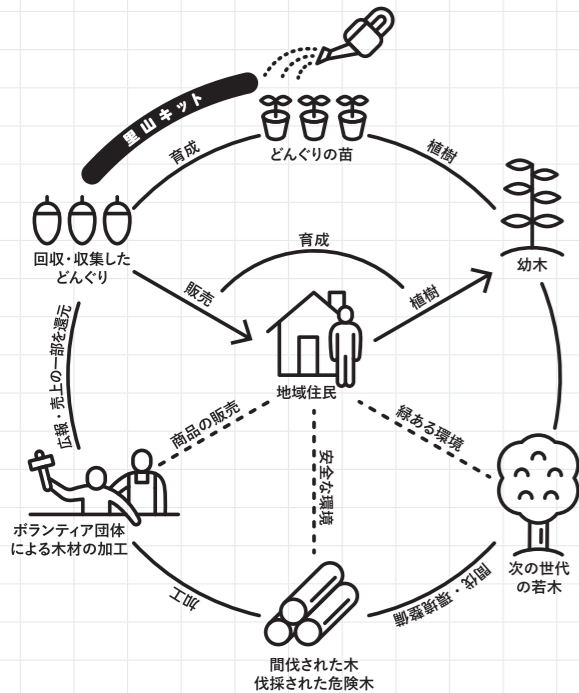 里山キット
育成
どんぐりの苗
植樹
回収・収集した
どんぐり
幼木
育成
販売
植樹
地域住民
広報・売上の一部を還元
商品の販売
安全な環境
緑ある環境
ボランティア団体
による木材の加工
次の世代
の若木
加工
間伐・環境整備
間伐された木
伐採された危険木